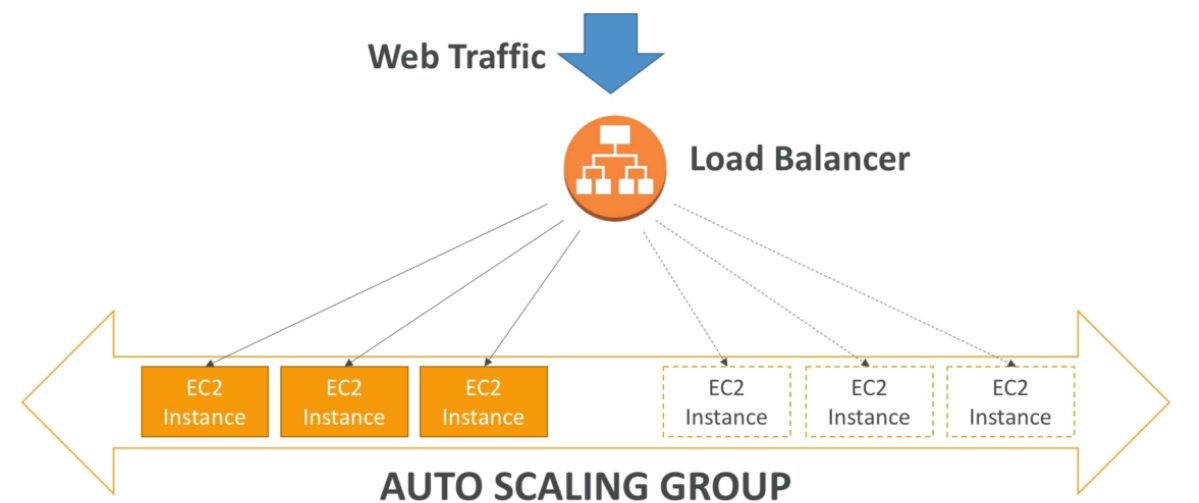 Web Traffic
Load Balancer
EC2
Instance
EC2
Instance
EC2
Instance
EC2
Instance
EC2
Instance
EC2
Instance
AUTO SCALING GROUP